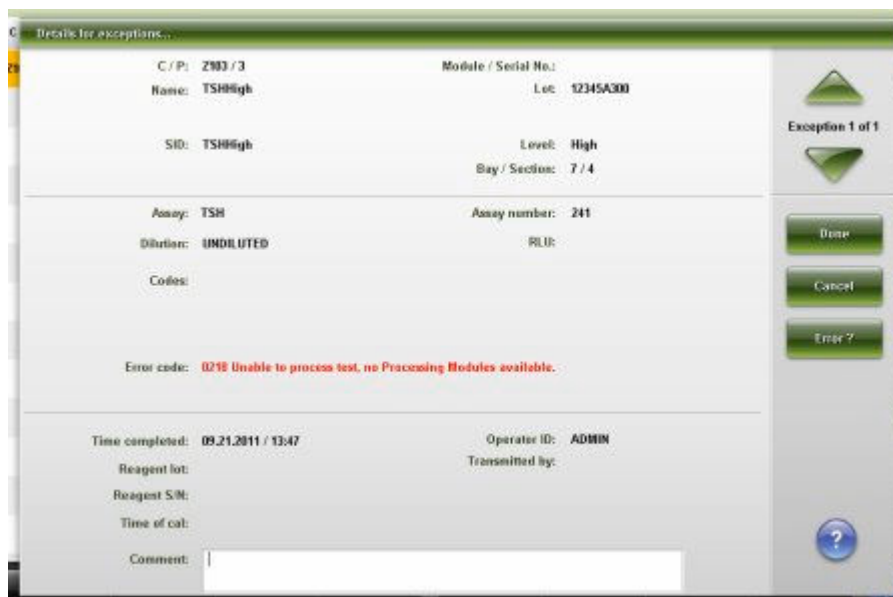 Details for exceptions...
C / P: Z103 / 3
Module / Serial No.:
Name: TSHHigh
Lot: 12345A300
Exception 1 of 1
SID: TSHHigh
Level: High
Bay / Section: 7 / 4
Assay: TSH
Assay number: 241
Dilution: UNDILUTED
RLU:
Done
Codes:
Cancel
Error ?
Error code: 0218 Unable to process test, no Processing Modules available.
Time completed: 09.21.2011 / 13:47
Operator ID: ADMIN
Reagent lot:
Transmitted by:
Reagent S/N:
Time of cal:
Comment:
?